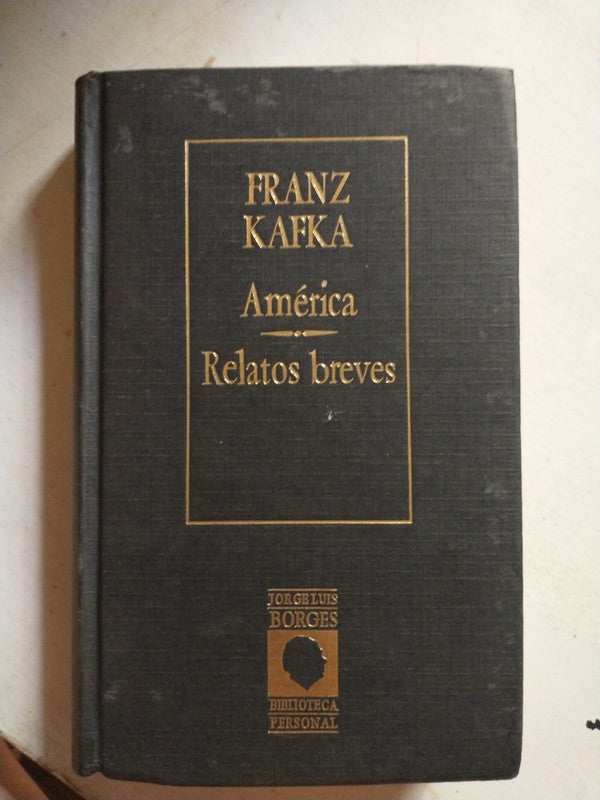 FRANZ
KAFKA
América
Relatos breves
JORGE LUIS
BORGES
BIBLIOTECA
PERSONAL